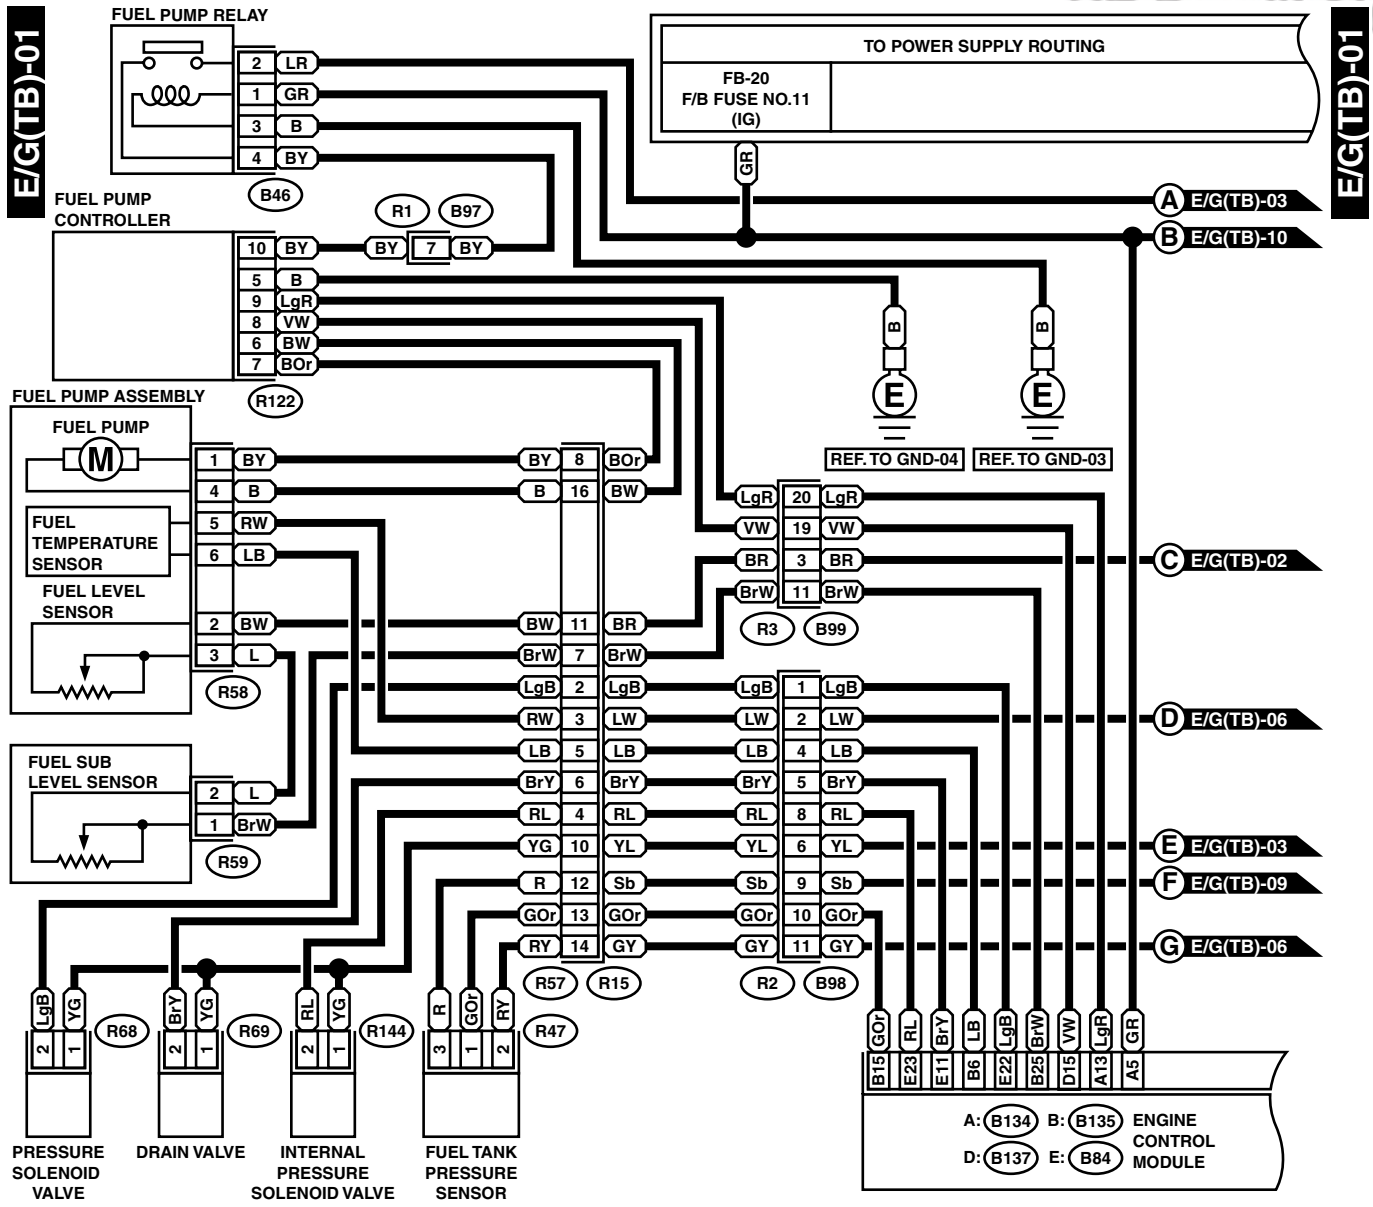 E/G(TB)-01
FUEL PUMP RELAY
2 LR
1 GR
3 B
4 BY
B46
TO POWER SUPPLY ROUTING
FB-20
F/B FUSE NO.11
(IG)
GR
E/G(TB)-01
A E/G(TB)-03
B E/G(TB)-10
FUEL PUMP
CONTROLLER
R1 B97
10 BY BY 7 BY
5 B
9 LgR
8 VW
6 BW
7 BOr
R122
B
B
E
E
REF. TO GND-04
REF. TO GND-03
FUEL PUMP ASSEMBLY
FUEL PUMP
M
1 BY BY 8 BOr
4 B B 16 BW
FUEL
TEMPERATURE
SENSOR
5 RW
6 LB
FUEL LEVEL
SENSOR
2 BW BW 11 BR
3 L BrW 7 BrW
R58
LgR 20 LgR
VW 19 VW
BR 3 BR C E/G(TB)-02
BrW 11 BrW
R3 B99
LgB 2 LgB LgB 1 LgB
RW 3 LW LW 2 LW D E/G(TB)-06
LB 5 LB LB 4 LB
FUEL SUB
LEVEL SENSOR
2 L
1 BrW
R59
BrY 6 BrY BrY 5 BrY
RL 4 RL RL 8 RL
YG 10 YL YL 6 YL E E/G(TB)-03
R 12 Sb Sb 9 Sb F E/G(TB)-09
GOr 13 GOr GOr 10 GOr
RY 14 GY GY 11 GY G E/G(TB)-06
R57 R15 R2 B98
LgB YG R68
2 1
BrY YG R69
2 1
RL YG R144
2 1
R GOr RY R47
3 1 2
PRESSURE
SOLENOID
VALVE
DRAIN VALVE
INTERNAL
PRESSURE
SOLENOID VALVE
FUEL TANK
PRESSURE
SENSOR
GOr RL BrY LB LgB BrW VW LgR GR
B15 E23 E11 B6 E22 B25 D15 A13 A5
A: B134 B: B135
D: B137 E: B84
ENGINE
CONTROL
MODULE